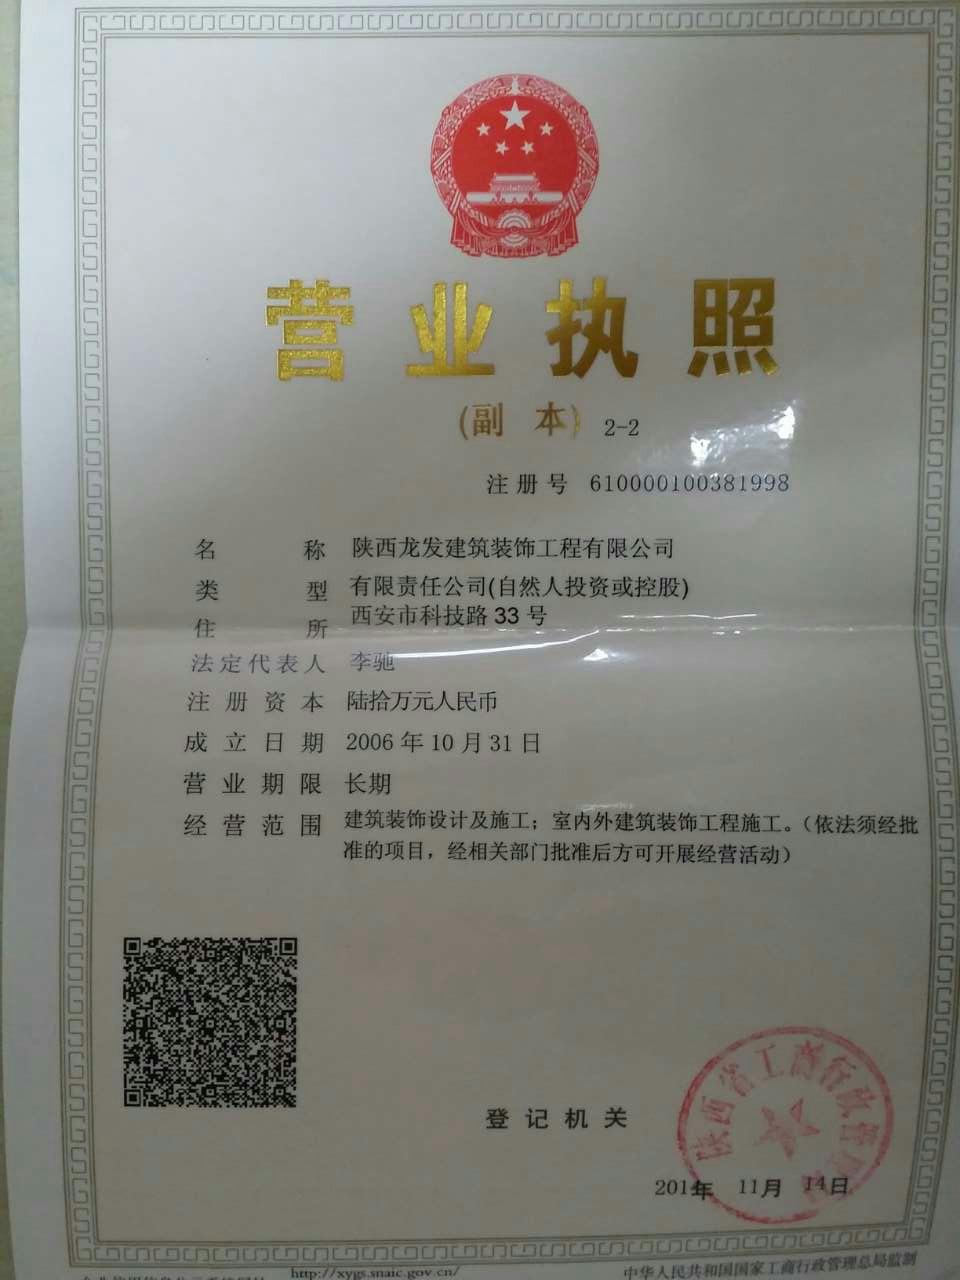 营业执照
(副 本) 2-2
注册号 610000100381998
名称 陕西龙发建筑装饰工程有限公司
类型 有限责任公司(自然人投资或控股)
住所 西安市科技路33号
法定代表人 李驰
注册资本 陆拾万元人民币
成立日期 2006年10月31日
营业期限 长期
经营范围 建筑装饰设计及施工；室内外建筑装饰工程施工。（依法须经批
准的项目，经相关部门批准后方可开展经营活动）
登记机关
陕西省工商行政管理
11月 14日
http://xygs.snaic.gov.cn/
中华人民共和国国家工商行政管理总局监制